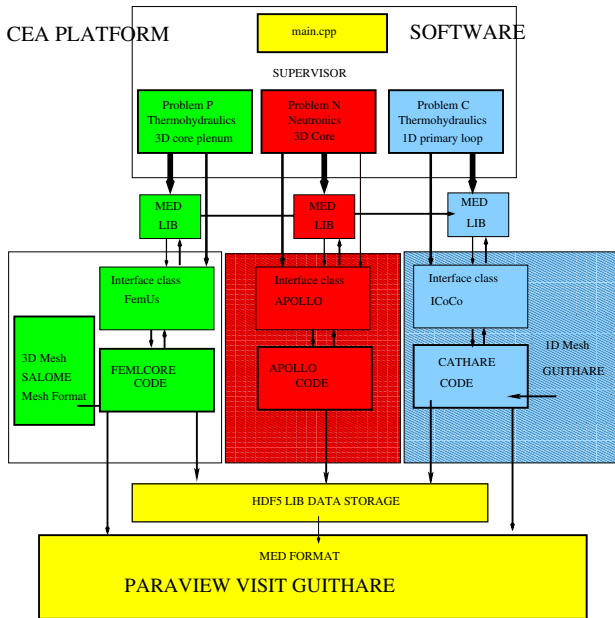 CEA PLATFORM
SOFTWARE
main.cpp
SUPERVISOR
Problem P
Thermohydraulics
3D core plenum
Problem N
Neutronics
3D Core
Problem C
Thermohydraulics
1D primary loop
MED
LIB
MED
LIB
MED
LIB
Interface class
FemUs
Interface class
APOLLO
Interface class
ICoCo
3D Mesh
SALOME
Mesh Format
FEMLCORE
CODE
APOLLO
CODE
CATHARE
CODE
1D Mesh
GUITHARE
HDF5 LIB DATA STORAGE
MED FORMAT
PARAVIEW VISIT GUITHARE